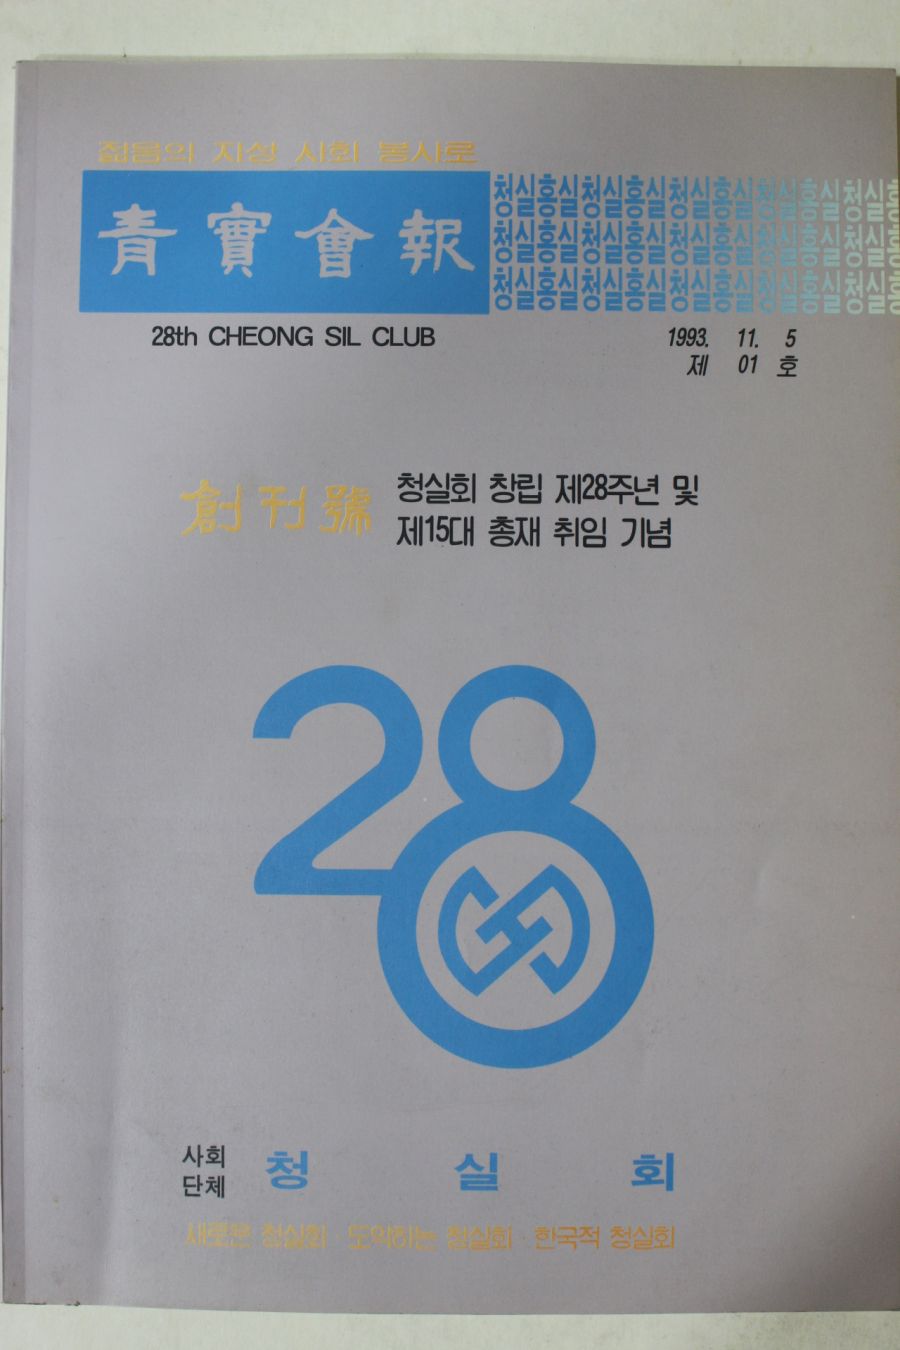 젊음의 지성 사회 봉사로
青實會報
청실홍실청실홍실청실홍실청실홍실청실홍
청실홍실청실홍실청실홍실청실홍실청실홍
청실홍실청실홍실청실홍실청실홍실청실홍
28th CHEONG SIL CLUB
1993. 11. 5
제 01 호
創刊號
청실회 창립 제28주년 및
제15대 총재 취임 기념
28
사회
단체
청 실 회
새로운 청실회 · 도약하는 청실회 · 한국적 청실회